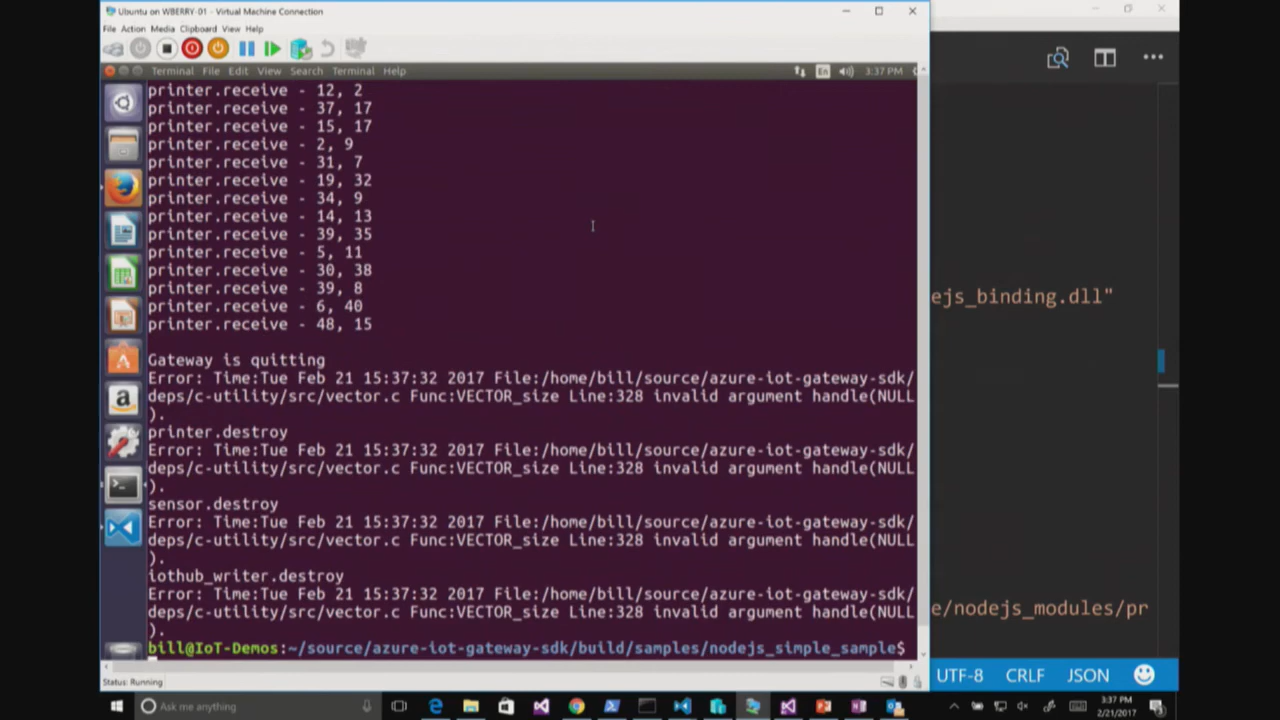 Ubuntu on WBERRY-01 - Virtual Machine Connection
File Action Media Clipboard View Help
Terminal File Edit View Search Terminal Help En 3:37 PM
printer.receive - 12, 2
printer.receive - 37, 17
printer.receive - 15, 17
printer.receive - 2, 9
printer.receive - 31, 7
printer.receive - 19, 32
printer.receive - 34, 9
printer.receive - 14, 13
printer.receive - 39, 35
printer.receive - 5, 11
printer.receive - 30, 38
printer.receive - 39, 8
printer.receive - 6, 40
printer.receive - 48, 15
Gateway is quitting
Error: Time:Tue Feb 21 15:37:32 2017 File:/home/bill/source/azure-iot-gateway-sdk/
deps/c-utility/src/vector.c Func:VECTOR_size Line:328 invalid argument handle(NULL
).
printer.destroy
Error: Time:Tue Feb 21 15:37:32 2017 File:/home/bill/source/azure-iot-gateway-sdk/
deps/c-utility/src/vector.c Func:VECTOR_size Line:328 invalid argument handle(NULL
).
sensor.destroy
Error: Time:Tue Feb 21 15:37:32 2017 File:/home/bill/source/azure-iot-gateway-sdk/
deps/c-utility/src/vector.c Func:VECTOR_size Line:328 invalid argument handle(NULL
).
iothub_writer.destroy
Error: Time:Tue Feb 21 15:37:32 2017 File:/home/bill/source/azure-iot-gateway-sdk/
deps/c-utility/src/vector.c Func:VECTOR_size Line:328 invalid argument handle(NULL
).
bill@IoT-Demos:~/source/azure-iot-gateway-sdk/build/samples/nodejs_simple_sample$
Status: Running
ejs_binding.dll"
e/nodejs_modules/pr
UTF-8 CRLF JSON
Ask me anything
3:37 PM
2/21/2017